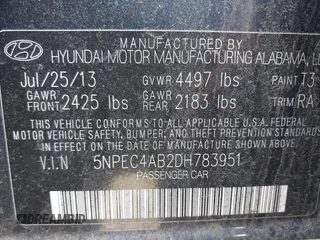 HYUNDAI MOTOR MANUFACTURING ALABAMA,
Jul/25/13 GVWR 4497 lbs PAINT T3
GAWR FRONT 2425 lbs GAWR REAR 2183 lbs TRIM RA
THIS VEHICLE CONFORMS TO ALL APPLICABLE U.S.A FEDERAL
MOTOR VEHICLE SAFETY, BUMPER, AND THEFT PREVENTION STANDARDS
IN EFFECT ON THE DATE OF MANUFACTURE SHOWN ABOVE.
V.I.N 5NPEC4AB2DH783951
PASSENGER CAR
DREAMBID